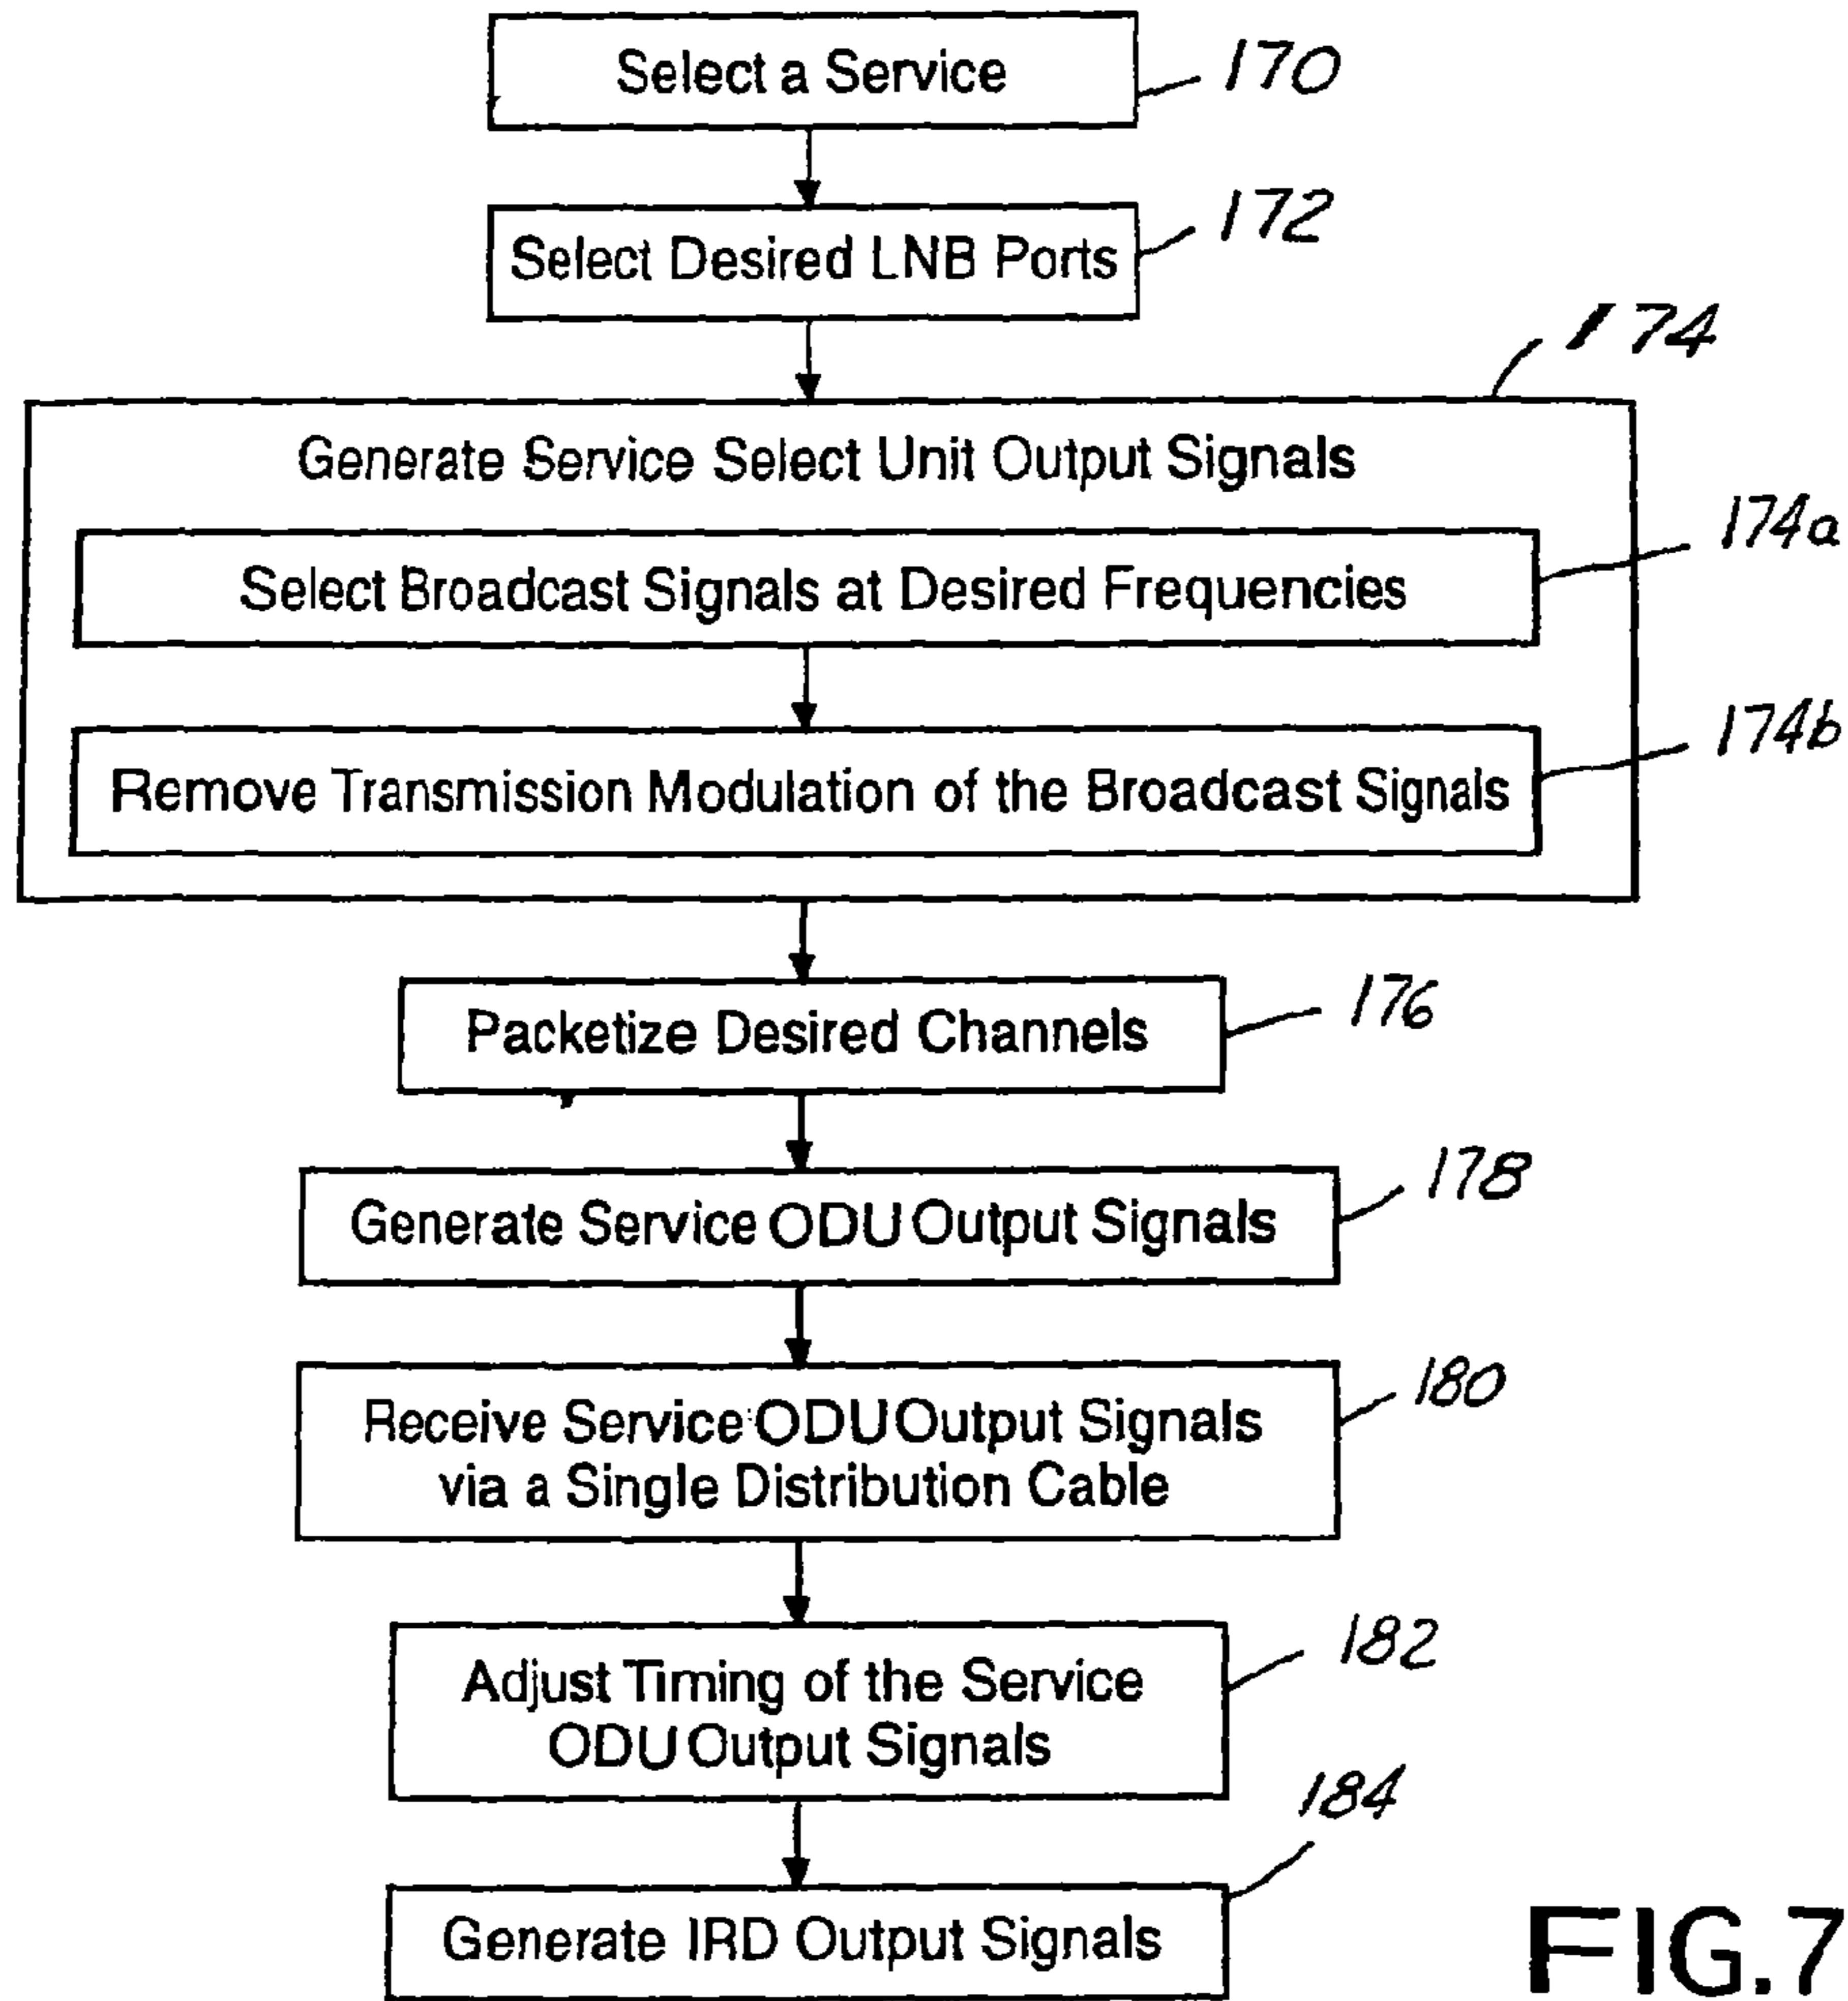 Select a Service
170
Select Desired LNB Ports
172
174
Generate Service Select Unit Output Signals
174a
Select Broadcast Signals at Desired Frequencies
174b
Remove Transmission Modulation of the Broadcast Signals
Packetize Desired Channels
176
Generate Service ODU Output Signals
178
Receive Service ODU Output Signals
via a Single Distribution Cable
180
Adjust Timing of the Service
ODU Output Signals
182
Generate IRD Output Signals
184
FIG.7